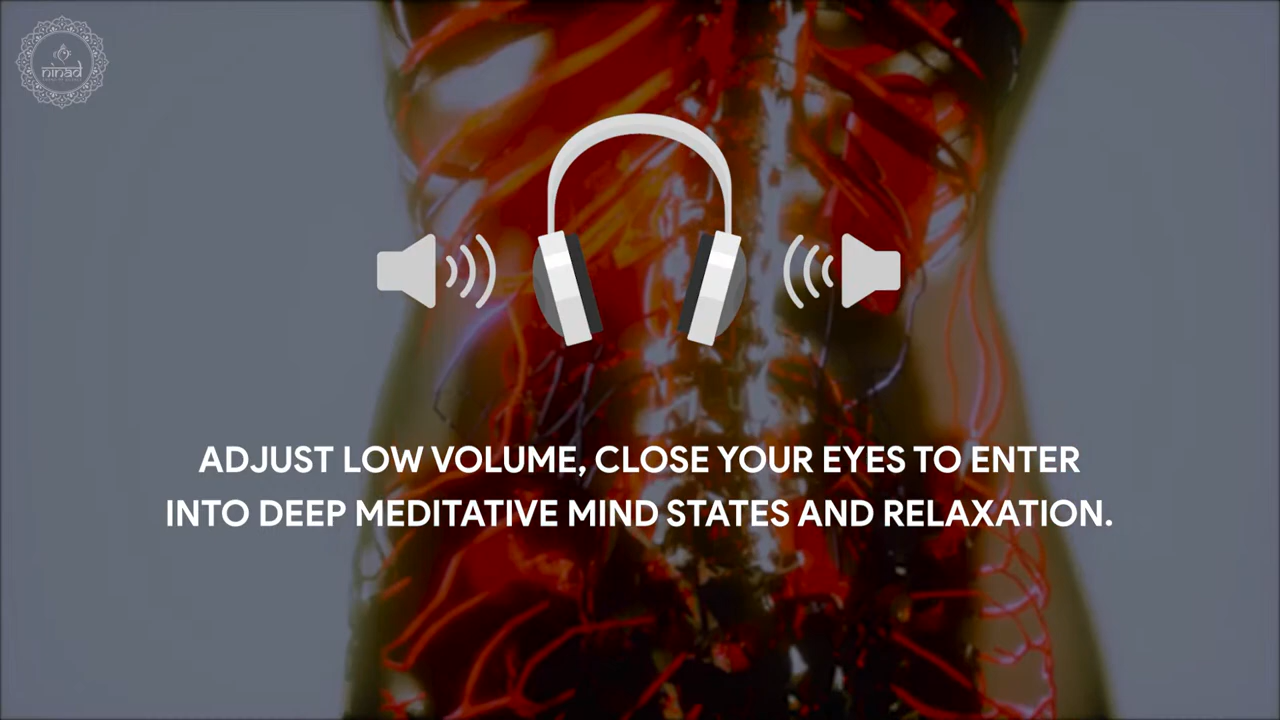 ninad
ADJUST LOW VOLUME, CLOSE YOUR EYES TO ENTER
INTO DEEP MEDITATIVE MIND STATES AND RELAXATION.